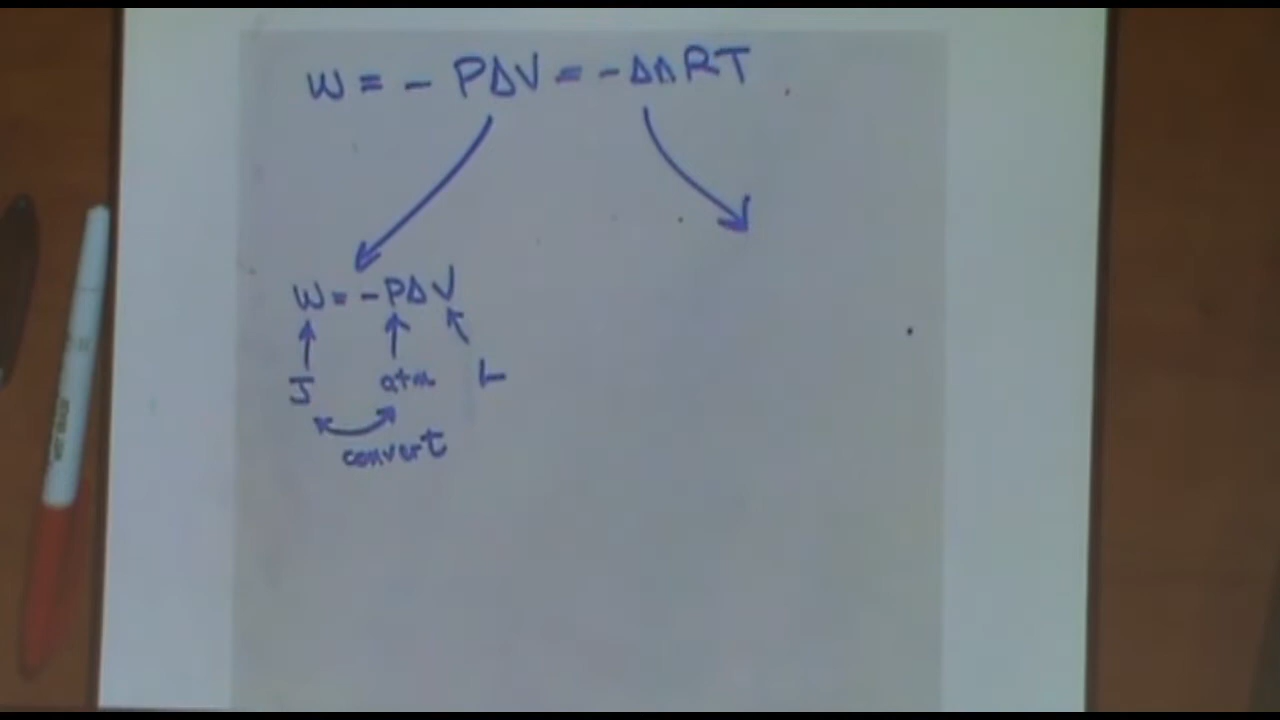 W = - PΔV = - ΔnRT
W = - PΔV
J atm L
convert